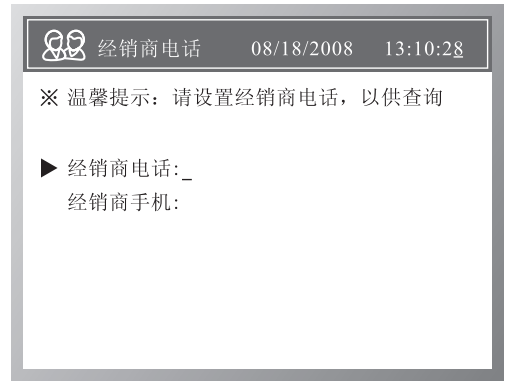 经销商电话 08/18/2008 13:10:28
※ 温馨提示：请设置经销商电话，以供查询
▶ 经销商电话:_
经销商手机: